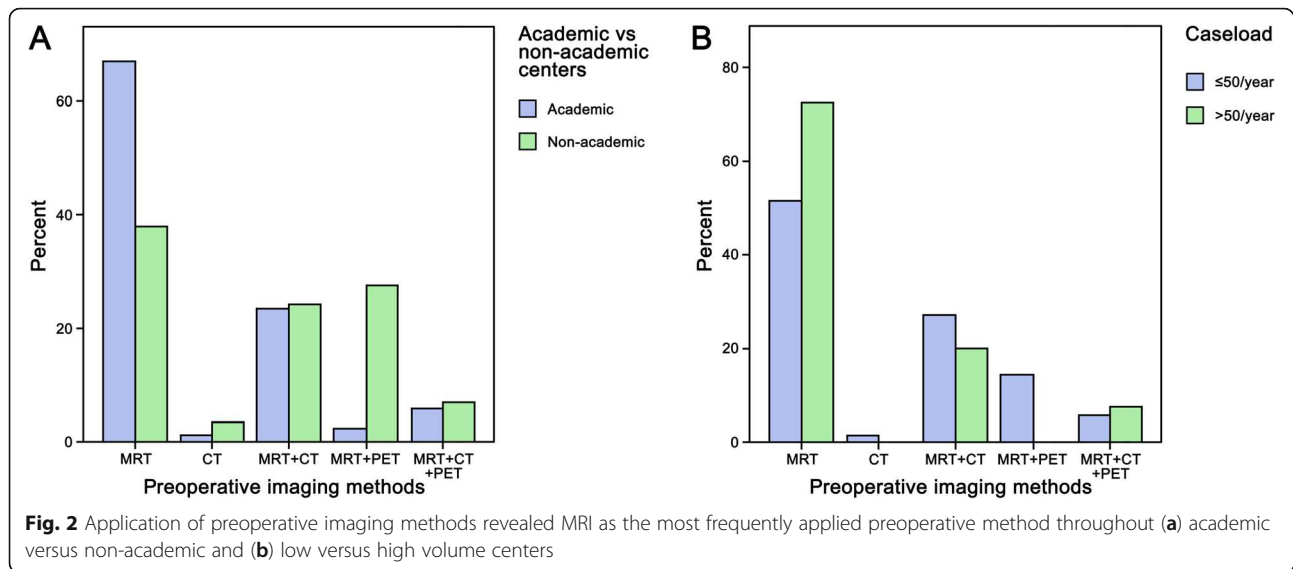 A
Academic vs
non-academic
centers
Academic
Non-academic
Percent
60
40
20
0
MRT
CT
MRT+CT
MRT+PET
MRT+CT
+PET
Preoperative imaging methods
B
Caseload
≤50/year
>50/year
Percent
80
60
40
20
0
MRT
CT
MRT+CT
MRT+PET
MRT+CT
+PET
Preoperative imaging methods
Fig. 2 Application of preoperative imaging methods revealed MRI as the most frequently applied preoperative method throughout (a) academic
versus non-academic and (b) low versus high volume centers